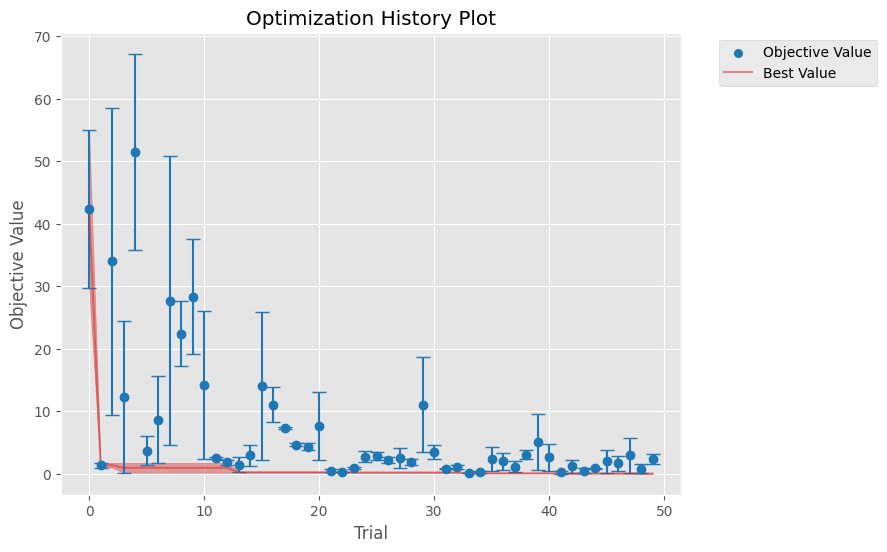 Optimization History Plot
Objective Value
Best Value
70
60
50
40
30
20
10
0
Objective Value
0 10 20 30 40 50
Trial